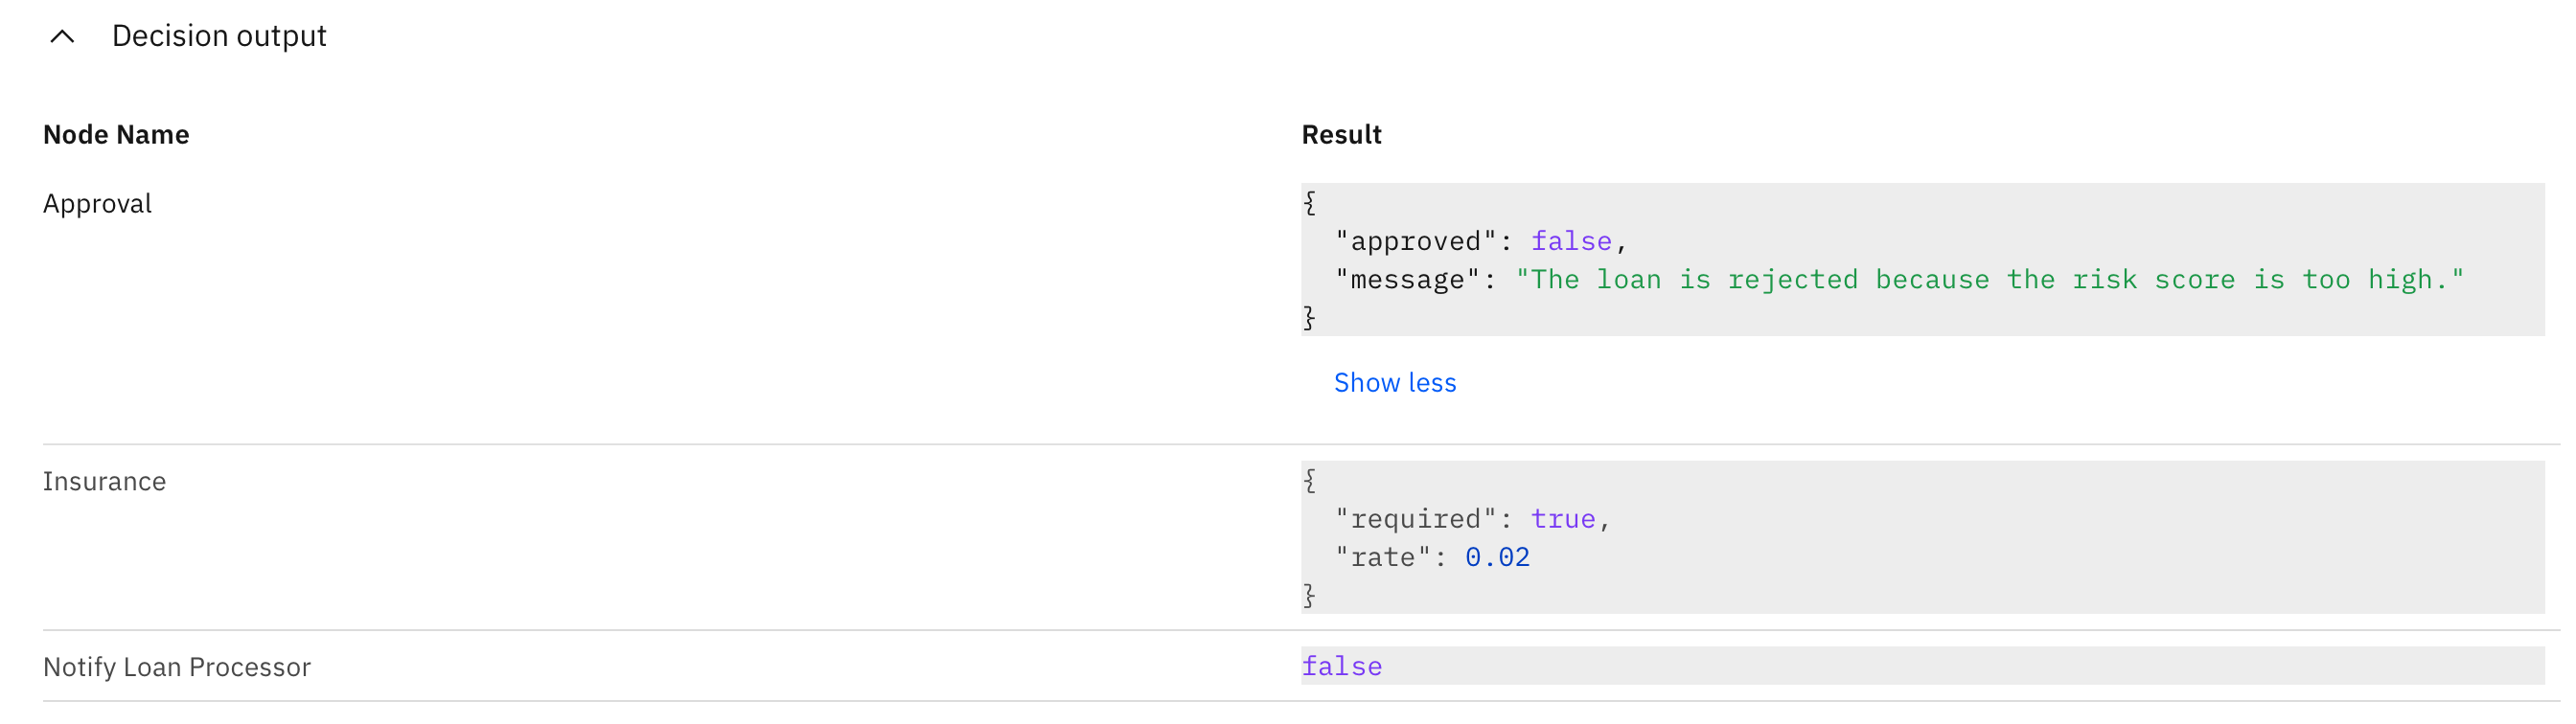 Decision output
Node Name
Result
Approval
{
"approved": false,
"message": "The loan is rejected because the risk score is too high."
}
Show less
Insurance
{
"required": true,
"rate": 0.02
}
Notify Loan Processor
false